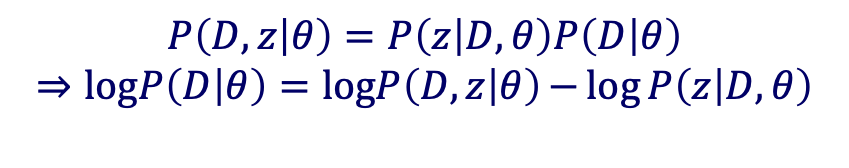 P(D, z|θ) = P(z|D, θ)P(D|θ)
⇒ logP(D|θ) = logP(D, z|θ) − log P(z|D, θ)